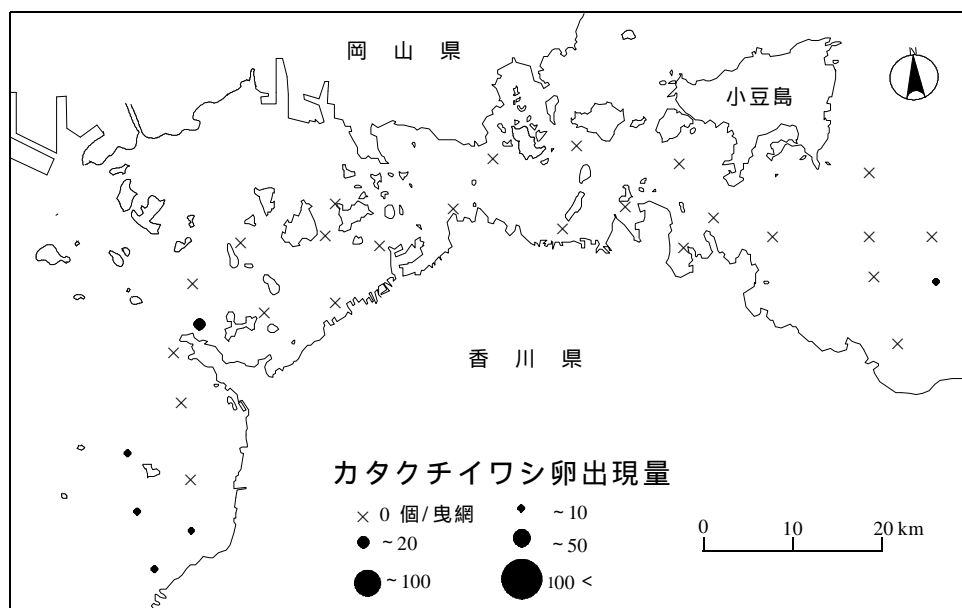 岡 山 県
N
小豆島
香 川 県
カタクチイワシ卵出現量
× 0 個/曳網
~10
~20
~50
~100
100 <
0 10 20 km